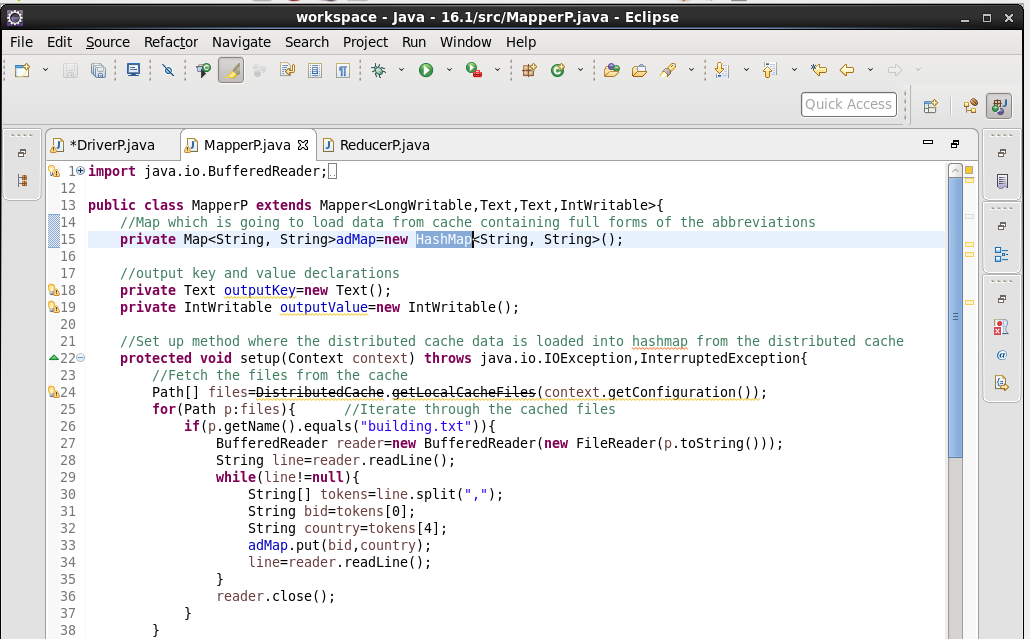 workspace - Java - 16.1/src/MapperP.java - Eclipse
File Edit Source Refactor Navigate Search Project Run Window Help
Quick Access
*DriverP.java MapperP.java ReducerP.java
1 import java.io.BufferedReader;
12
13 public class MapperP extends Mapper<LongWritable,Text,Text,IntWritable>{
14 //Map which is going to load data from cache containing full forms of the abbreviations
15 private Map<String, String>adMap=new HashMap<String, String>();
16
17 //output key and value declarations
18 private Text outputKey=new Text();
19 private IntWritable outputValue=new IntWritable();
20
21 //Set up method where the distributed cache data is loaded into hashmap from the distributed cache
22 protected void setup(Context context) throws java.io.IOException,InterruptedException{
23 //Fetch the files from the cache
24 Path[] files=DistributedCache.getLocalCacheFiles(context.getConfiguration());
25 for(Path p:files){ //Iterate through the cached files
26 if(p.getName().equals("building.txt")){
27 BufferedReader reader=new BufferedReader(new FileReader(p.toString()));
28 String line=reader.readLine();
29 while(line!=null){
30 String[] tokens=line.split(",");
31 String bid=tokens[0];
32 String country=tokens[4];
33 adMap.put(bid,country);
34 line=reader.readLine();
35 }
36 reader.close();
37 }
38 }